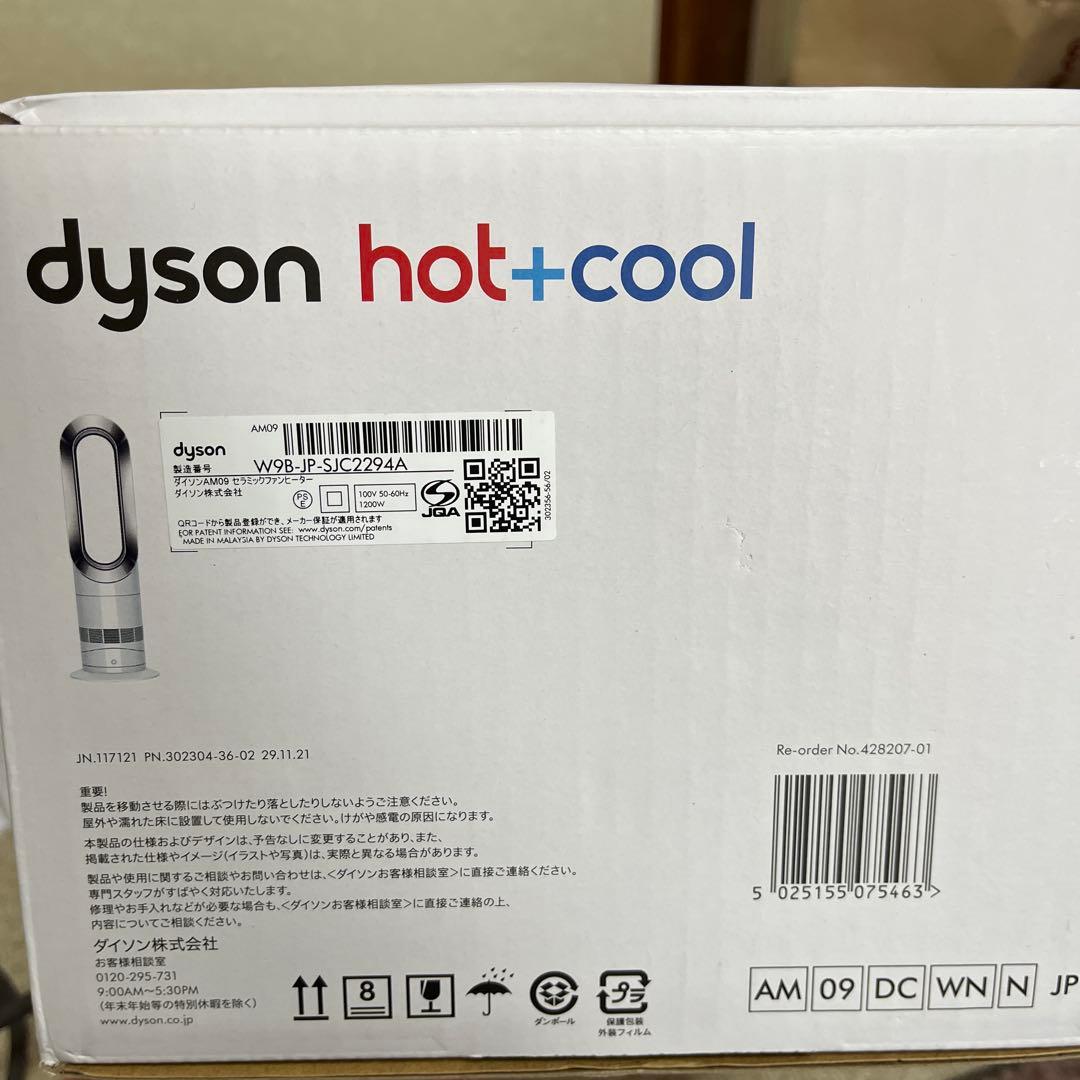 dyson hot+cool
AM09
dyson
製造番号 W9B-JP-SJC2294A
ダイソンAM09 セラミックファンヒーター
ダイソン株式会社
PS
E
100V 50-60Hz
1200W
JQA
302356-56/02
QRコードから製品登録ができ、メーカー保証が適用されます
FOR PATENT INFORMATION SEE: www.dyson.com/patents
MADE IN MALAYSIA BY DYSON TECHNOLOGY LIMITED
JN.117121 PN.302304-36-02 29.11.21
Re-order No.428207-01
重要!
製品を移動させる際にはぶつけたり落としたりしないようご注意ください。
屋外や濡れた床に設置して使用しないでください。けがや感電の原因になります。
本製品の仕様およびデザインは、予告なしに変更することがあり、また、
掲載された仕様やイメージ(イラストや写真)は、実際と異なる場合があります。
製品や使用に関するご相談やお問い合わせは、<ダイソンお客様相談室>に直接ご連絡ください。
専門スタッフがすばやく対応いたします。
修理やお手入れなどが必要な場合も、<ダイソンお客様相談室>に直接ご連絡の上、
内容についてご相談ください。
5 025155 075463 >
ダイソン株式会社
お客様相談室
0120-295-731
9:00AM〜5:30PM
(年末年始等の特別休暇を除く)
www.dyson.co.jp
8
ダンボール
プラ
保護包装
外装フィルム
AM 09 DC WN N JP